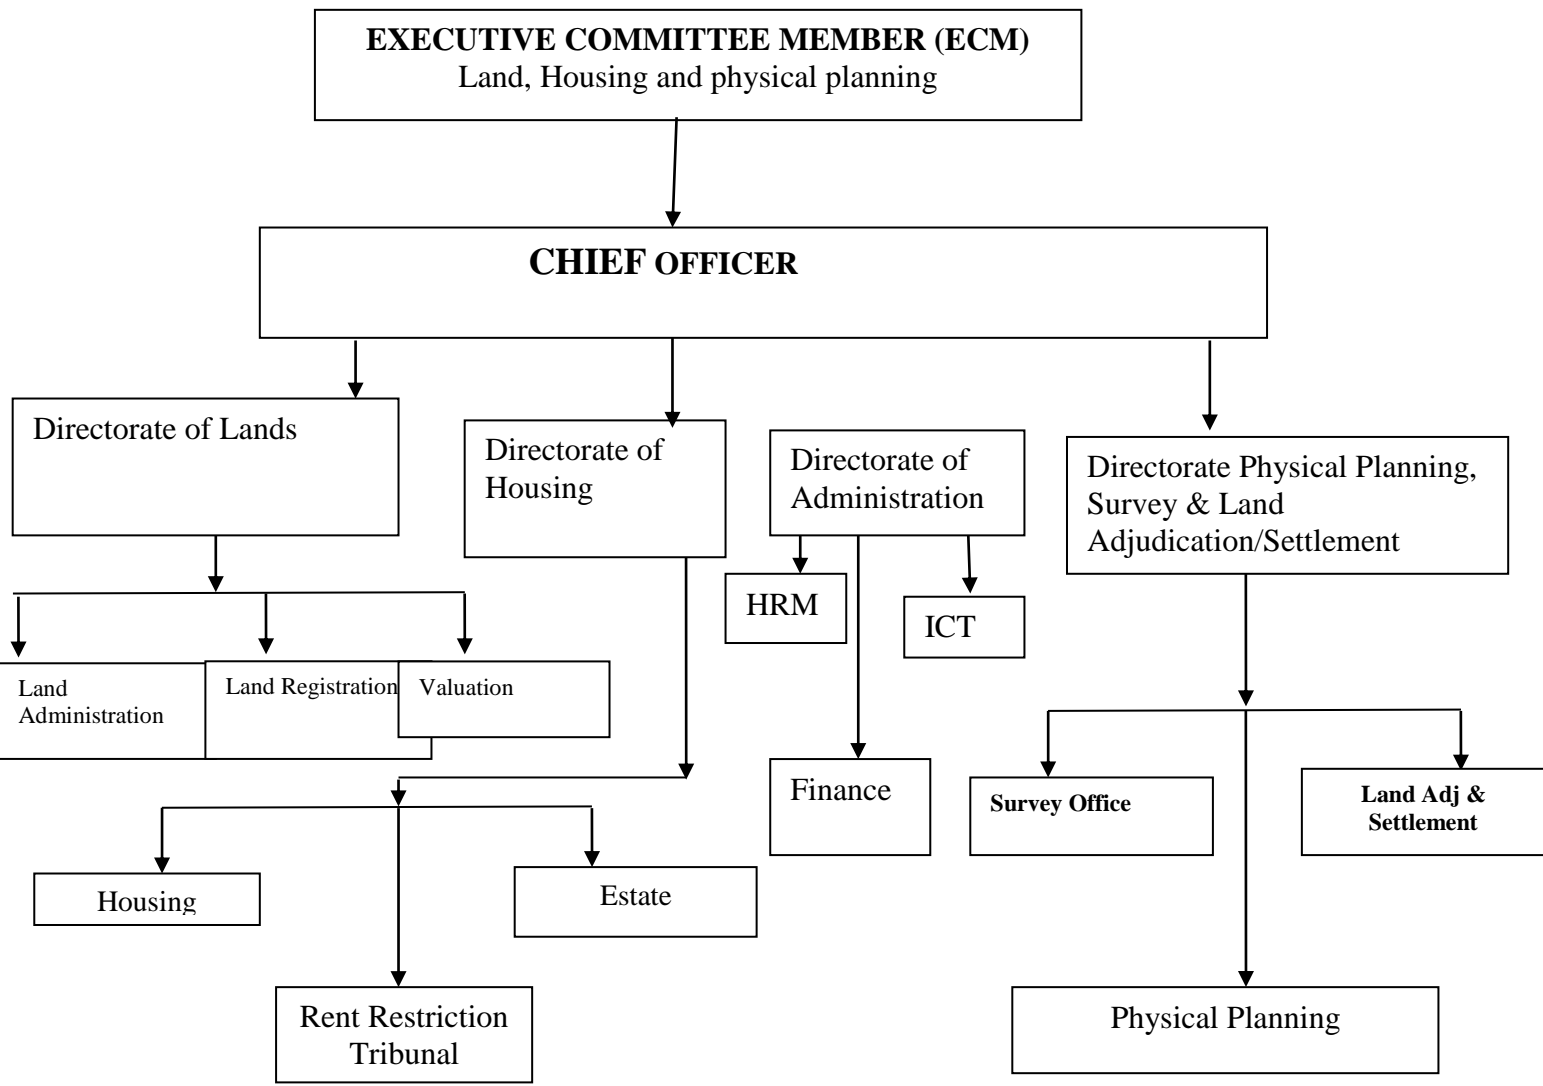 EXECUTIVE COMMITTEE MEMBER (ECM)
Land, Housing and physical planning
CHIEF OFFICER
Directorate of Lands
Directorate of
Housing
Directorate of
Administration
Directorate Physical Planning,
Survey & Land
Adjudication/Settlement
HRM
ICT
Land
Administration
Land Registration
Valuation
Finance
Survey Office
Land Adj &
Settlement
Housing
Estate
Rent Restriction
Tribunal
Physical Planning